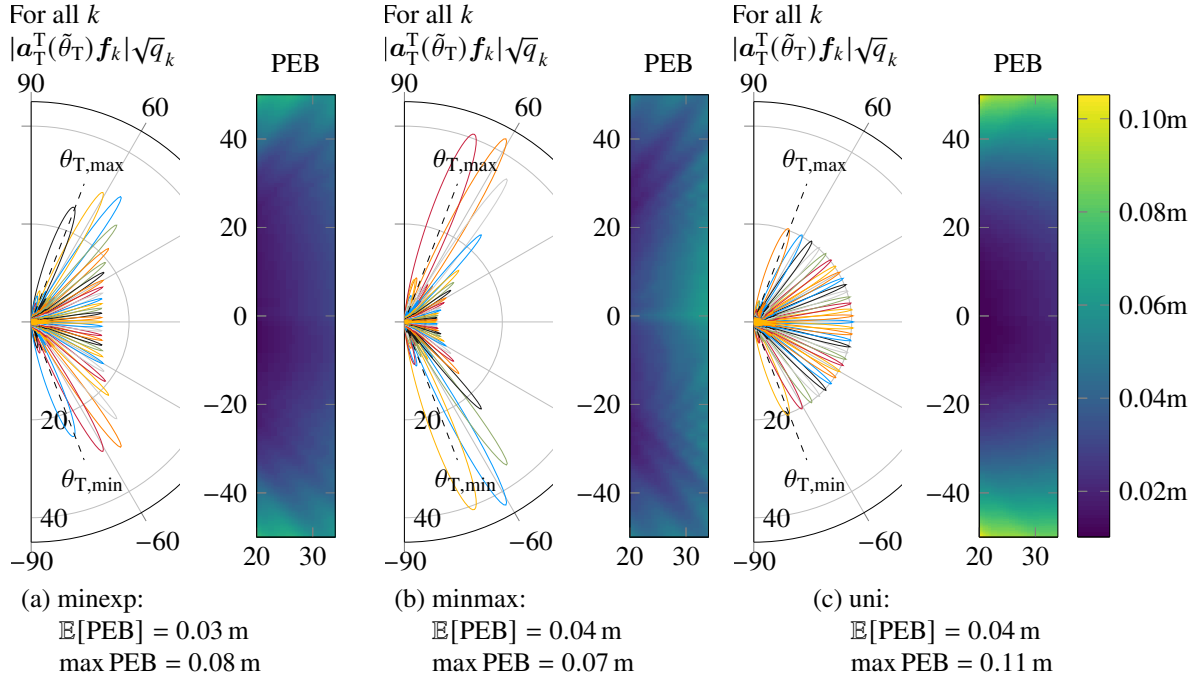 For all k
|a_T^T(θ̃_T)f_k|√q_k
PEB
90
60
θ_T,max
20
θ_T,min
40
−60
−90
40
20
0
−20
−40
20 30
For all k
|a_T^T(θ̃_T)f_k|√q_k
PEB
90
60
θ_T,max
20
θ_T,min
40
−60
−90
40
20
0
−20
−40
20 30
For all k
|a_T^T(θ̃_T)f_k|√q_k
PEB
90
60
θ_T,max
20
θ_T,min
40
−60
−90
40
20
0
−20
−40
20 30
0.10m
0.08m
0.06m
0.04m
0.02m
(a) minexp:
𝔼[PEB] = 0.03 m
max PEB = 0.08 m
(b) minmax:
𝔼[PEB] = 0.04 m
max PEB = 0.07 m
(c) uni:
𝔼[PEB] = 0.04 m
max PEB = 0.11 m